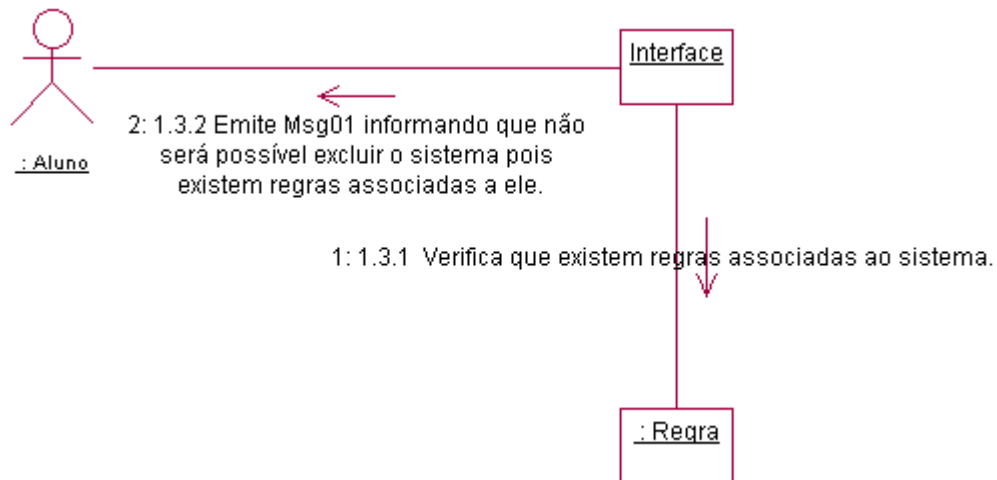 Interface
2: 1.3.2 Emite Msg01 informando que não
será possível excluir o sistema pois
existem regras associadas a ele.
: Aluno
1: 1.3.1 Verifica que existem regras associadas ao sistema.
: Regra